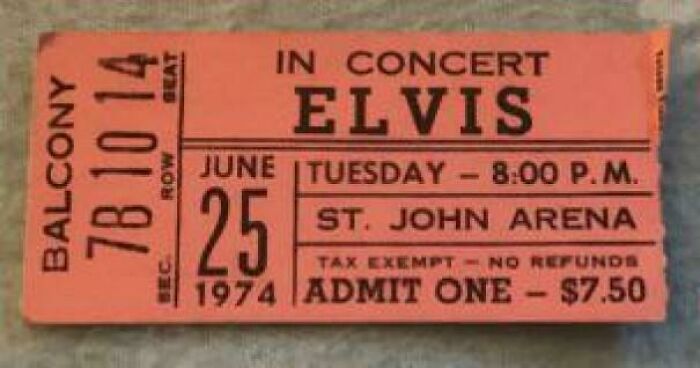 BALCONY
7B 10 14
SEC. ROW SEAT
IN CONCERT
ELVIS
JUNE
25
1974
TUESDAY — 8:00 P.M.
ST. JOHN ARENA
TAX EXEMPT — NO REFUNDS
ADMIT ONE — $7.50